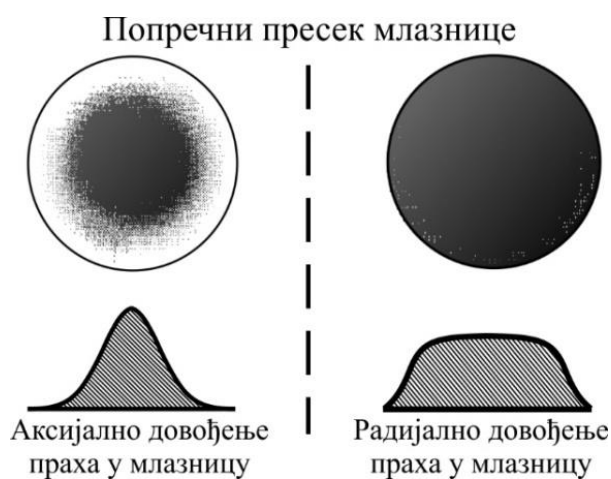 Попречни пресек млазнице
Аксијално довођење
праха у млазницу
Радијално довођење
праха у млазницу